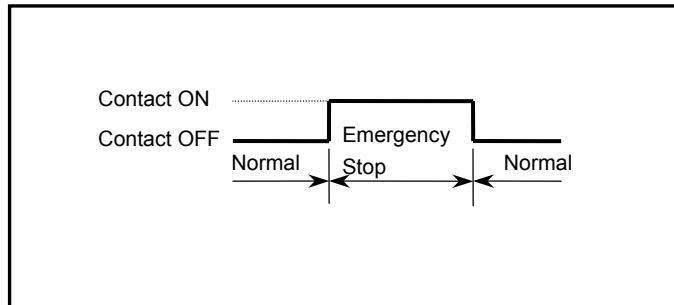 Contact ON
Contact OFF
Emergency
Stop
Normal
Normal